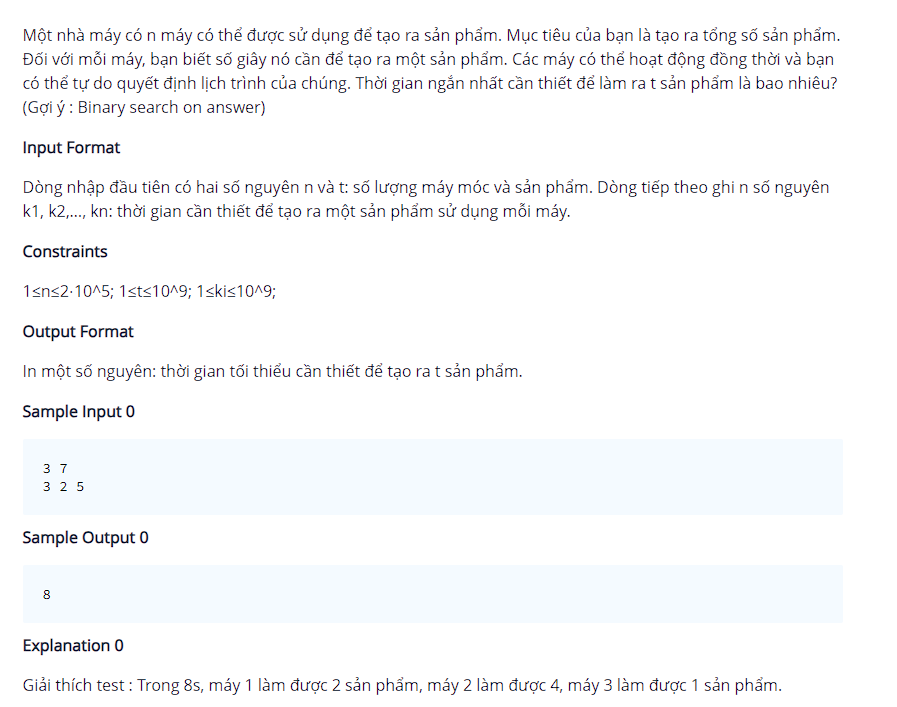 Một nhà máy có n máy có thể được sử dụng để tạo ra sản phẩm. Mục tiêu của bạn là tạo ra tổng số sản phẩm.
Đối với mỗi máy, bạn biết số giây nó cần để tạo ra một sản phẩm. Các máy có thể hoạt động đồng thời và bạn
có thể tự do quyết định lịch trình của chúng. Thời gian ngắn nhất cần thiết để làm ra t sản phẩm là bao nhiêu?
(Gợi ý : Binary search on answer)
Input Format
Dòng nhập đầu tiên có hai số nguyên n và t: số lượng máy móc và sản phẩm. Dòng tiếp theo ghi n số nguyên
k1, k2,..., kn: thời gian cần thiết để tạo ra một sản phẩm sử dụng mỗi máy.
Constraints
1≤n≤2·10^5; 1≤t≤10^9; 1≤ki≤10^9;
Output Format
In một số nguyên: thời gian tối thiểu cần thiết để tạo ra t sản phẩm.
Sample Input 0
3 7
3 2 5
Sample Output 0
8
Explanation 0
Giải thích test : Trong 8s, máy 1 làm được 2 sản phẩm, máy 2 làm được 4, máy 3 làm được 1 sản phẩm.